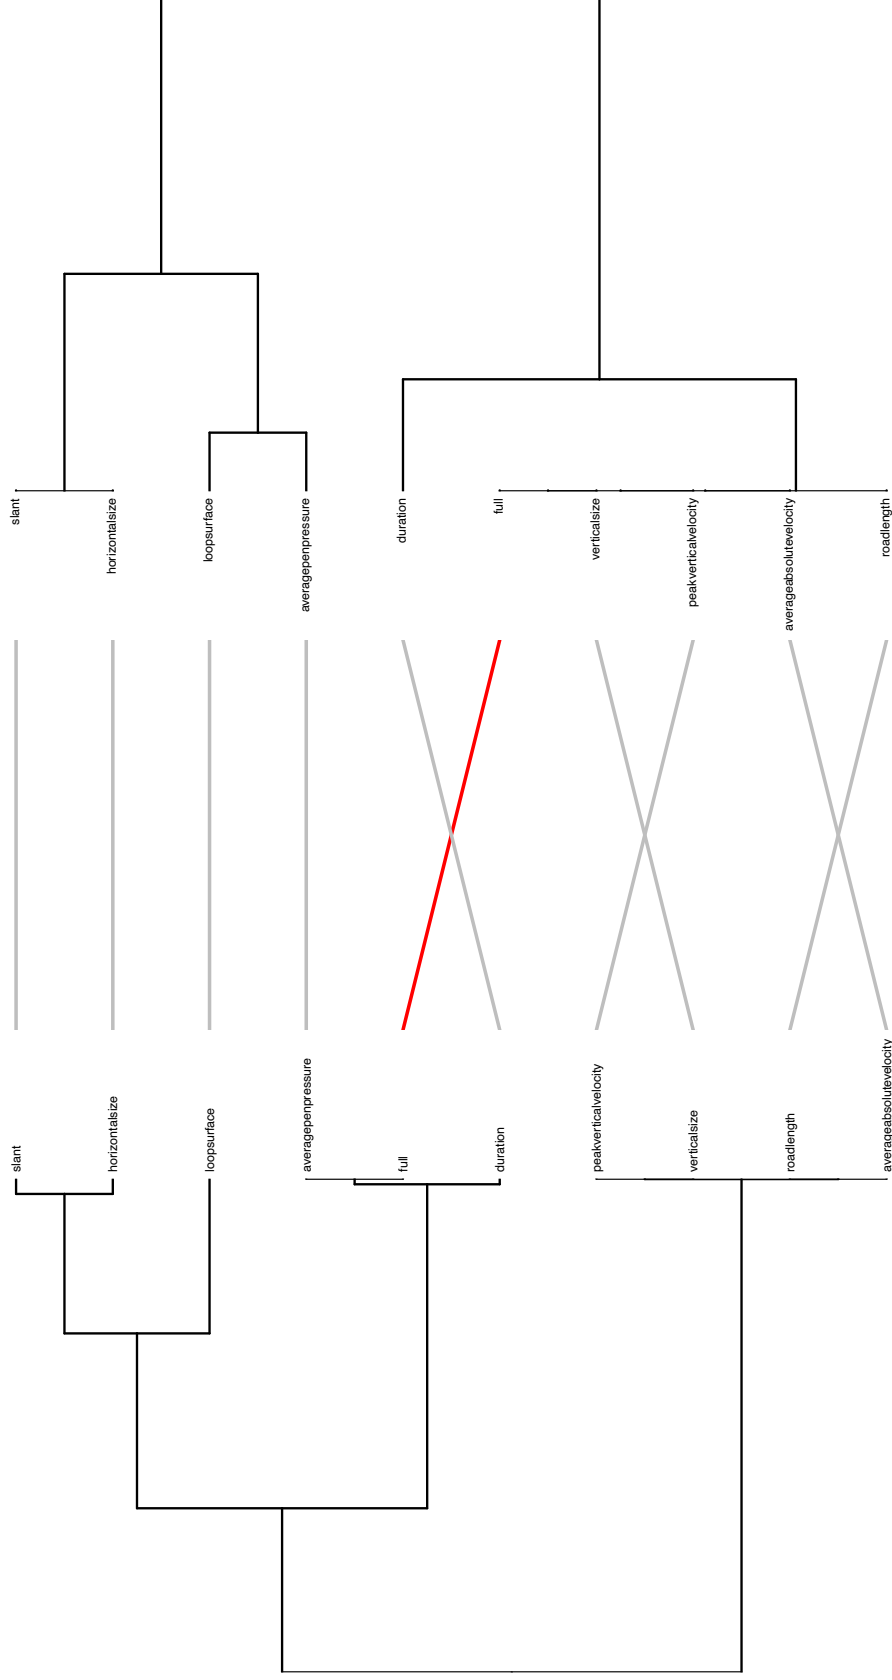 slant
horizontalsize
loopsurface
averagepenpressure
duration
full
verticalsize
peakverticalvelocity
averageabsolutevelocity
roadlength
slant
horizontalsize
loopsurface
averagepenpressure
full
duration
peakverticalvelocity
verticalsize
roadlength
averageabsolutevelocity